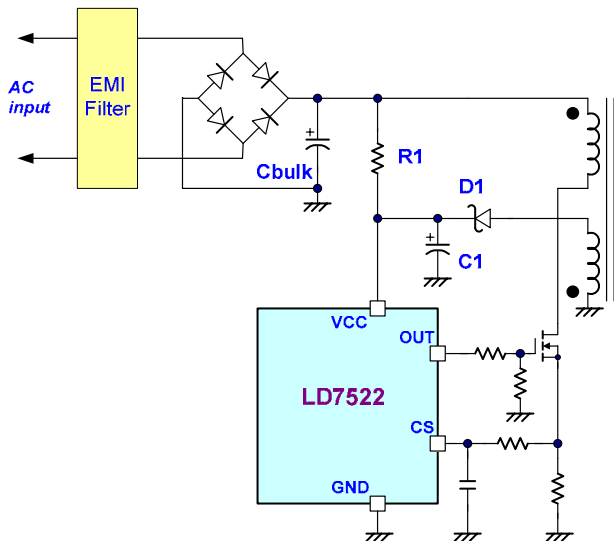 AC
input
EMI
Filter
Cbulk
R1
D1
C1
VCC
OUT
LD7522
CS
GND